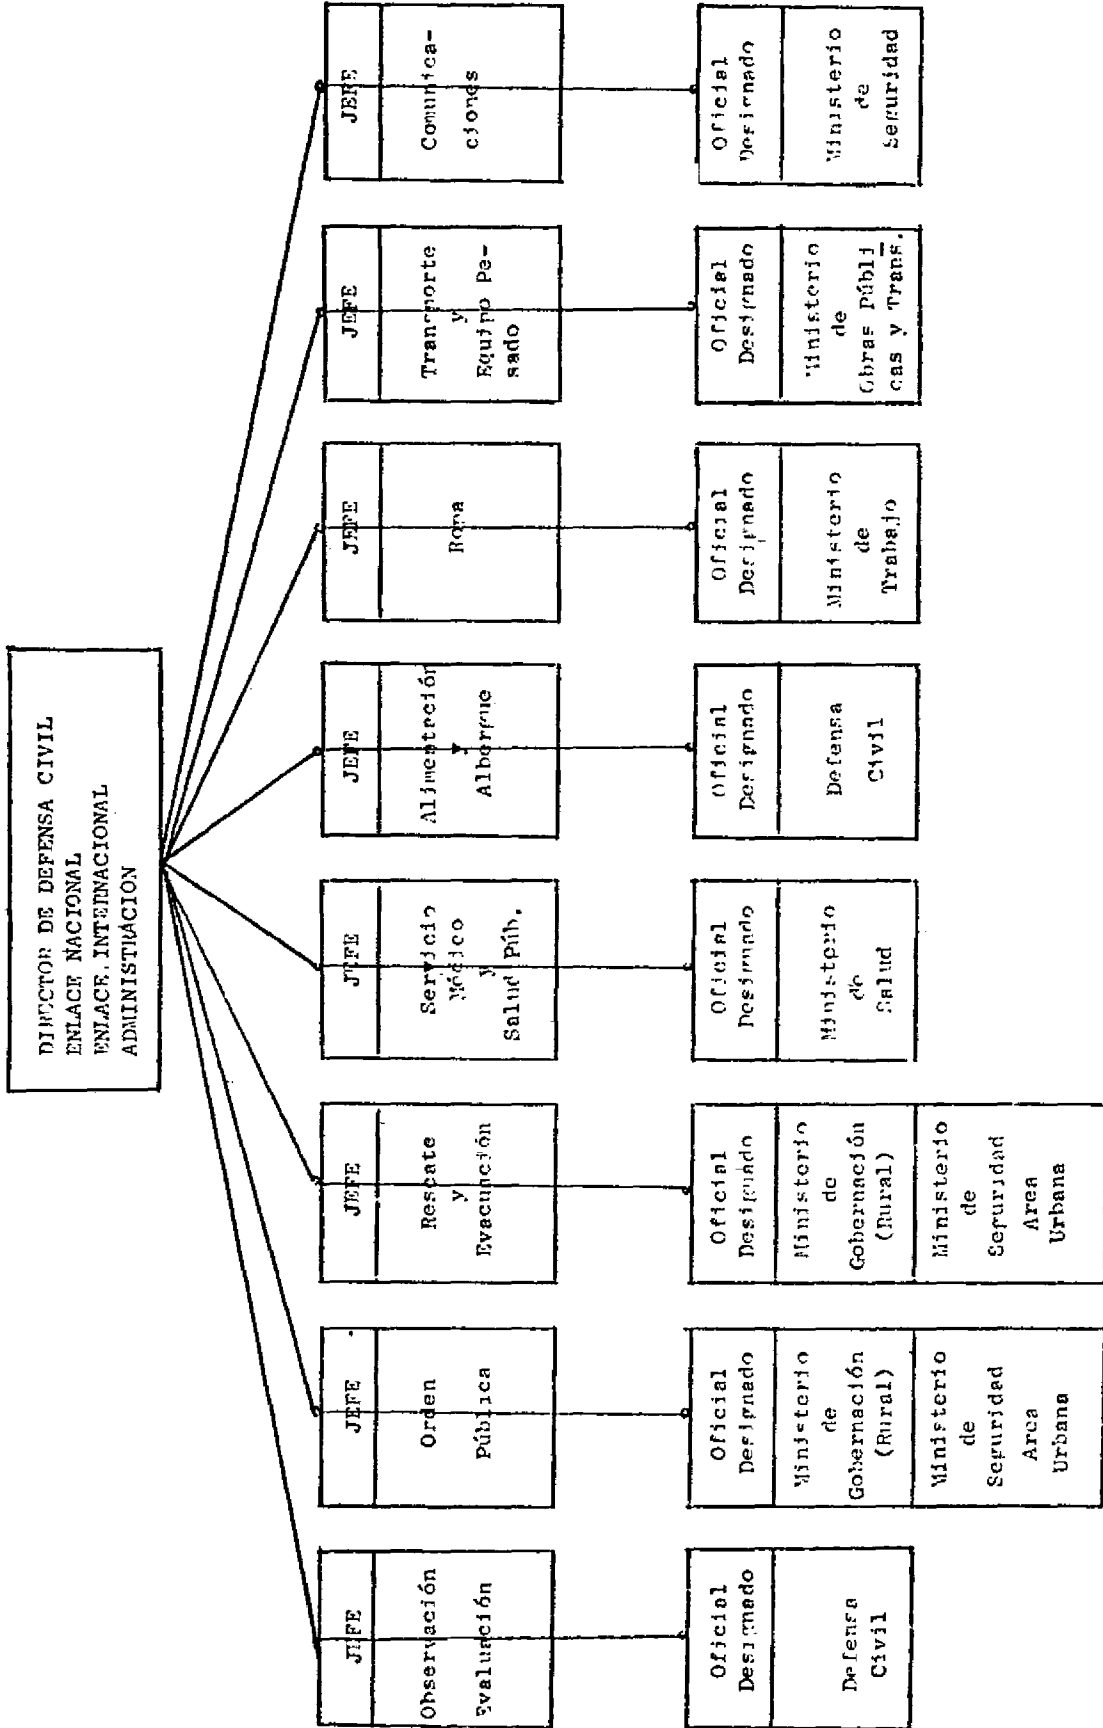 DIRECTOR DE DEFENSA CIVIL
ENLACE NACIONAL
ENLACE INTERNACIONAL
ADMINISTRACION
JEFE
Observación
Evaluación
JEFE
Orden
Pública
JEFE
Rescate
y
Evacuación
JEFE
Servicio
Médico
y
Salud Púb.
JEFE
Alimentación
y
Albergue
JEFE
Ropa
JEFE
Transporte
y
Equipo Pe-
sado
JEFE
Comunica-
ciones
Oficial
Designado
Defensa
Civil
Oficial
Designado
Ministerio
de
Gobernación
(Rural)
Ministerio
de
Seguridad
Area
Urbana
Oficial
Designado
Ministerio
de
Gobernación
(Rural)
Ministerio
de
Seguridad
Area
Urbana
Oficial
Designado
Ministerio
de
Salud
Oficial
Designado
Defensa
Civil
Oficial
Designado
Ministerio
de
Trabajo
Oficial
Designado
Ministerio
de
Obras Públi
cas y Trans.
Oficial
Designado
Ministerio
de
Seguridad